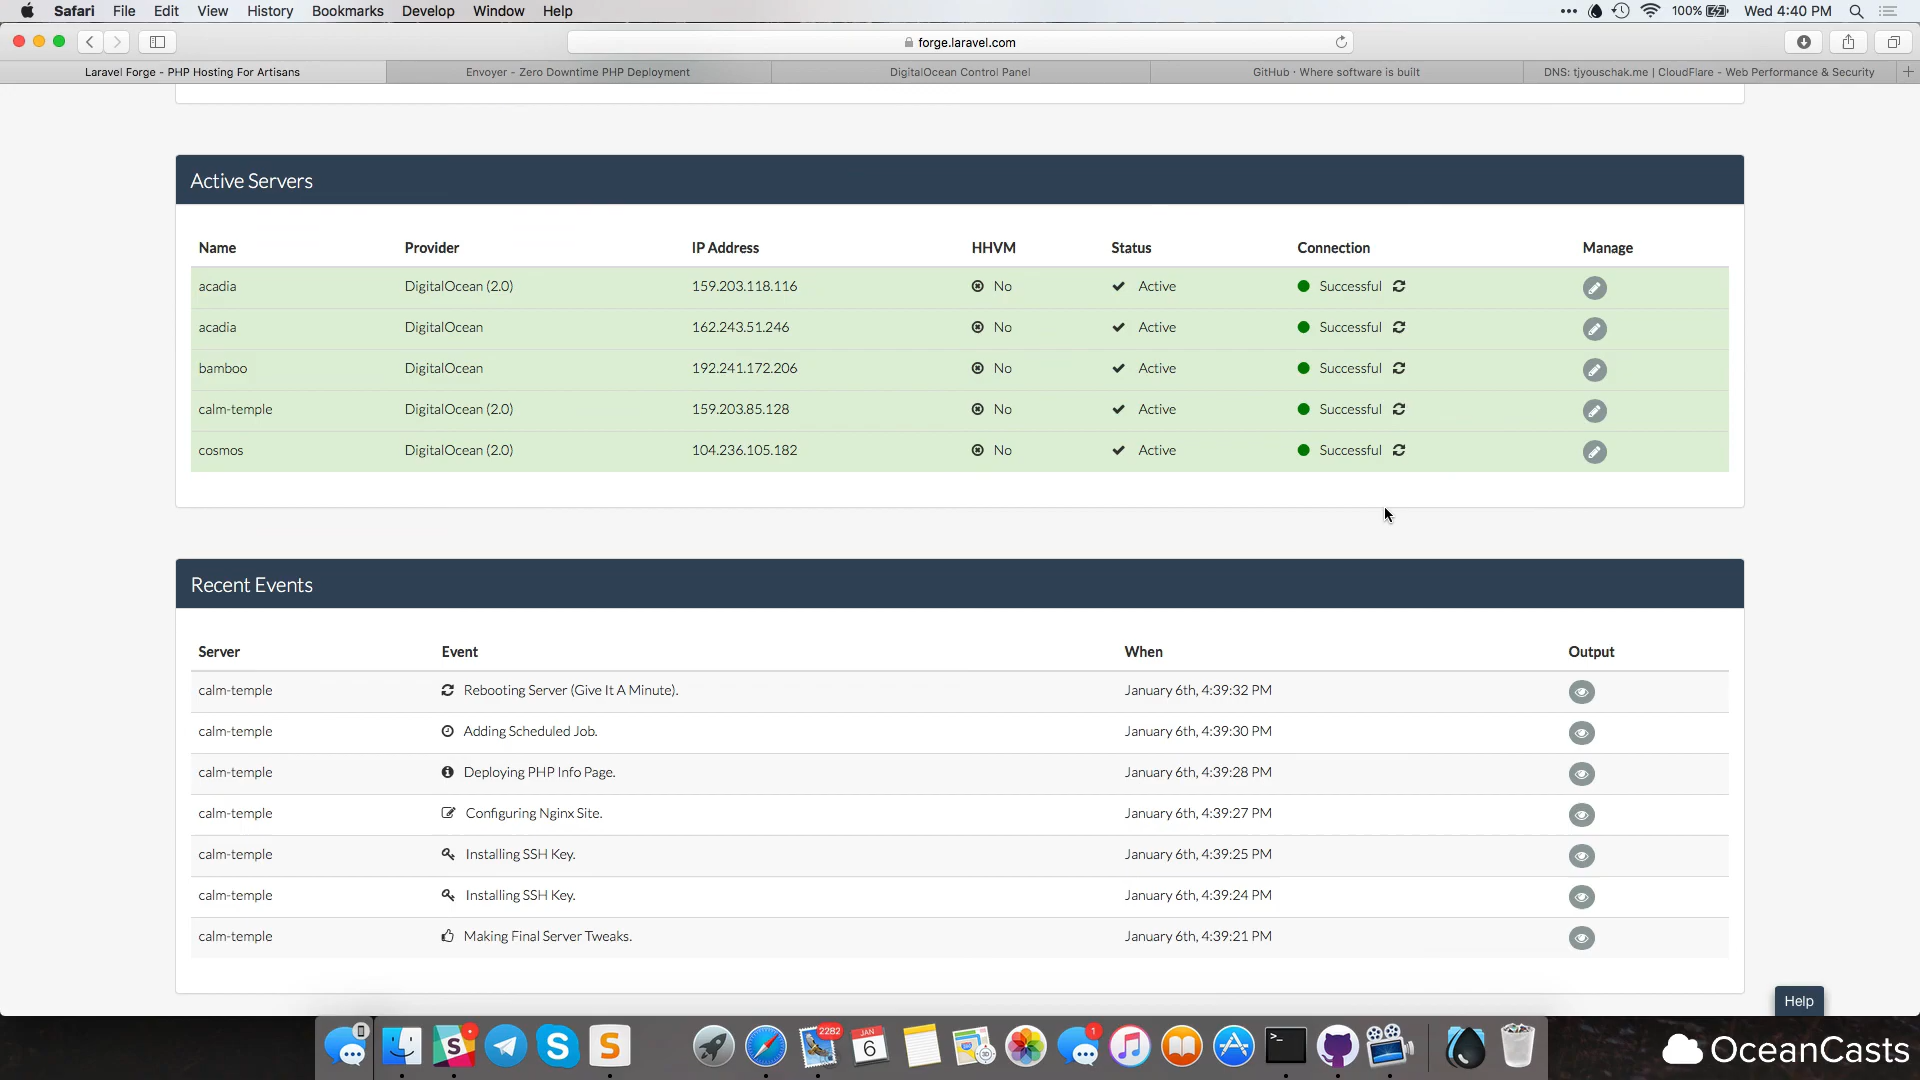 Safari File Edit View History Bookmarks Develop Window Help 100% Wed 4:40 PM
forge.laravel.com
Laravel Forge - PHP Hosting For Artisans Envoyer - Zero Downtime PHP Deployment DigitalOcean Control Panel GitHub · Where software is built DNS: tjyouschak.me | CloudFlare - Web Performance & Security
Active Servers
Name Provider IP Address HHVM Status Connection Manage
acadia DigitalOcean (2.0) 159.203.118.116 No Active Successful
acadia DigitalOcean 162.243.51.246 No Active Successful
bamboo DigitalOcean 192.241.172.206 No Active Successful
calm-temple DigitalOcean (2.0) 159.203.85.128 No Active Successful
cosmos DigitalOcean (2.0) 104.236.105.182 No Active Successful
Recent Events
Server Event When Output
calm-temple Rebooting Server (Give It A Minute). January 6th, 4:39:32 PM
calm-temple Adding Scheduled Job. January 6th, 4:39:30 PM
calm-temple Deploying PHP Info Page. January 6th, 4:39:28 PM
calm-temple Configuring Nginx Site. January 6th, 4:39:27 PM
calm-temple Installing SSH Key. January 6th, 4:39:25 PM
calm-temple Installing SSH Key. January 6th, 4:39:24 PM
calm-temple Making Final Server Tweaks. January 6th, 4:39:21 PM
Help
2282 JAN 6 1
OceanCasts